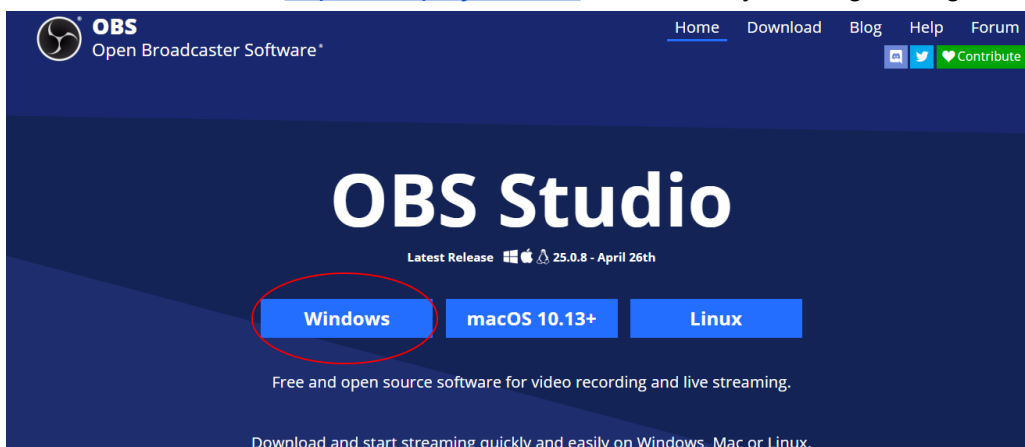 OBS
Open Broadcaster Software
Home Download Blog Help Forum
Contribute
OBS Studio
Latest Release 25.0.8 - April 26th
Windows macOS 10.13+ Linux
Free and open source software for video recording and live streaming.
Download and start streaming quickly and easily on Windows, Mac or Linux.